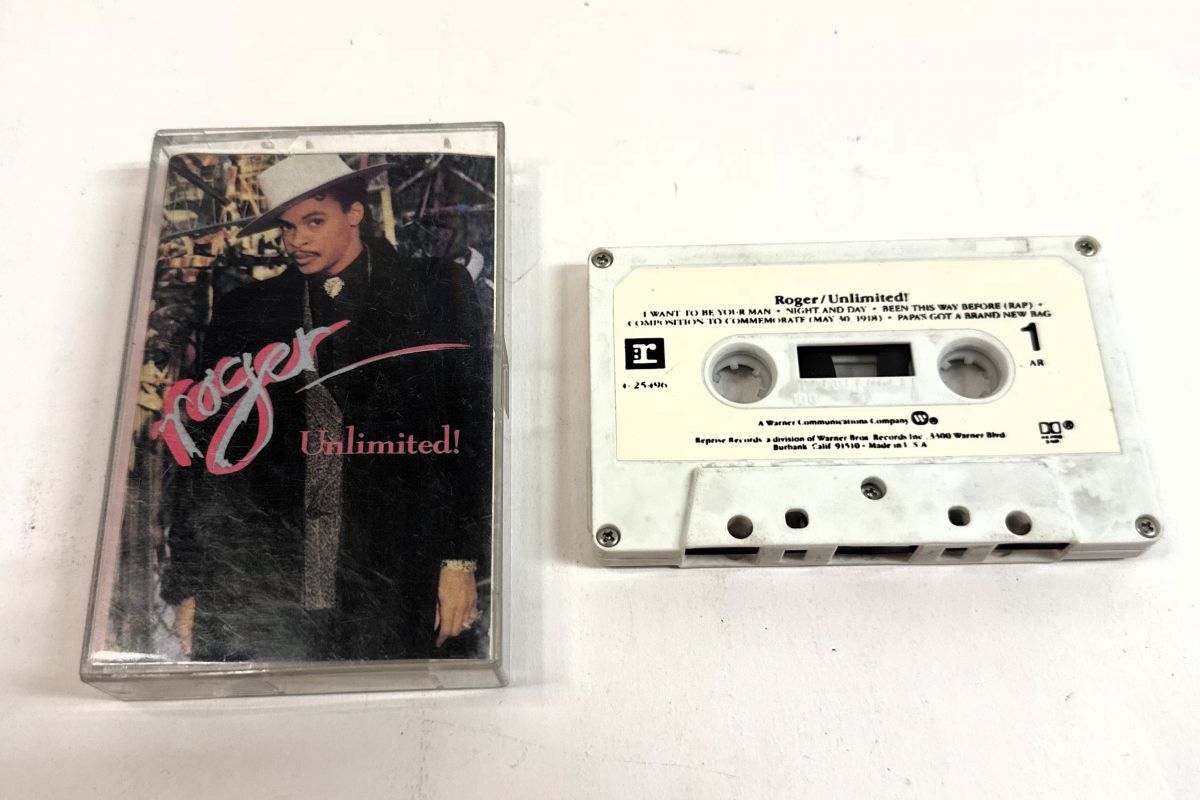 roger
Unlimited!
Roger/Unlimited!
I WANT TO BE YOUR MAN • NIGHT AND DAY • BEEN THIS WAY BEFORE (RAP) •
COMPOSITION TO COMMEMORATE (MAY 30, 1918) • PAPA'S GOT A BRAND NEW BAG
1
r
AR
4-25496
A Warner Communications Company
Reprise Records, a division of Warner Bros. Records Inc., 3300 Warner Blvd.
Burbank, Calif. 91510 • Made in U.S.A.